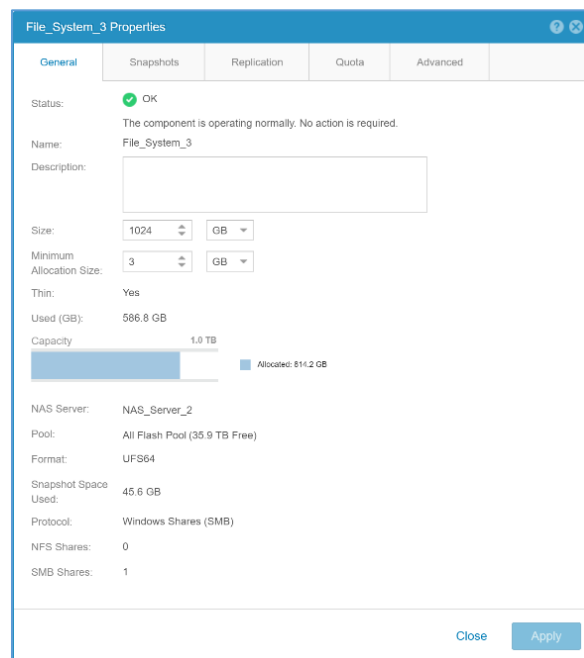 File_System_3 Properties
General Snapshots Replication Quota Advanced
Status: OK
The component is operating normally. No action is required.
Name: File_System_3
Description:
Size: 1024 GB
Minimum
Allocation Size: 3 GB
Thin: Yes
Used (GB): 586.8 GB
Capacity 1.0 TB
Allocated: 814.2 GB
NAS Server: NAS_Server_2
Pool: All Flash Pool (35.9 TB Free)
Format: UFS64
Snapshot Space
Used: 45.6 GB
Protocol: Windows Shares (SMB)
NFS Shares: 0
SMB Shares: 1
Close Apply